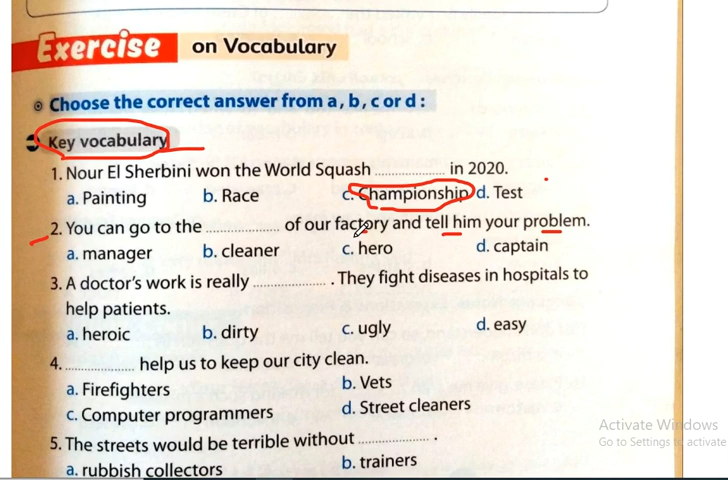 Exercise on Vocabulary
Choose the correct answer from a, b, c or d :
Key vocabulary
1. Nour El Sherbini won the World Squash .............. in 2020.
a. Painting b. Race c. Championship d. Test
2. You can go to the .............. of our factory and tell him your problem.
a. manager b. cleaner c. hero d. captain
3. A doctor's work is really .............. . They fight diseases in hospitals to
help patients.
a. heroic b. dirty c. ugly d. easy
4. .............. help us to keep our city clean.
a. Firefighters b. Vets
c. Computer programmers d. Street cleaners
5. The streets would be terrible without .............. .
a. rubbish collectors b. trainers
Activate Windows
Go to Settings to activate